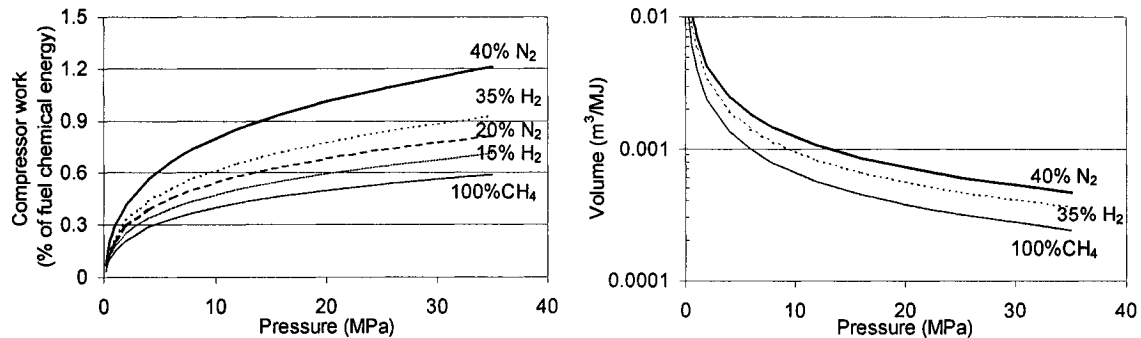 Compressor work
(% of fuel chemical energy)
1.5
1.2
0.9
0.6
0.3
0
40% N₂
35% H₂
20% N₂
15% H₂
100%CH₄
0 10 20 30 40
Pressure (MPa)
Volume (m³/MJ)
0.01
0.001
0.0001
40% N₂
35% H₂
100%CH₄
0 10 20 30 40
Pressure (MPa)